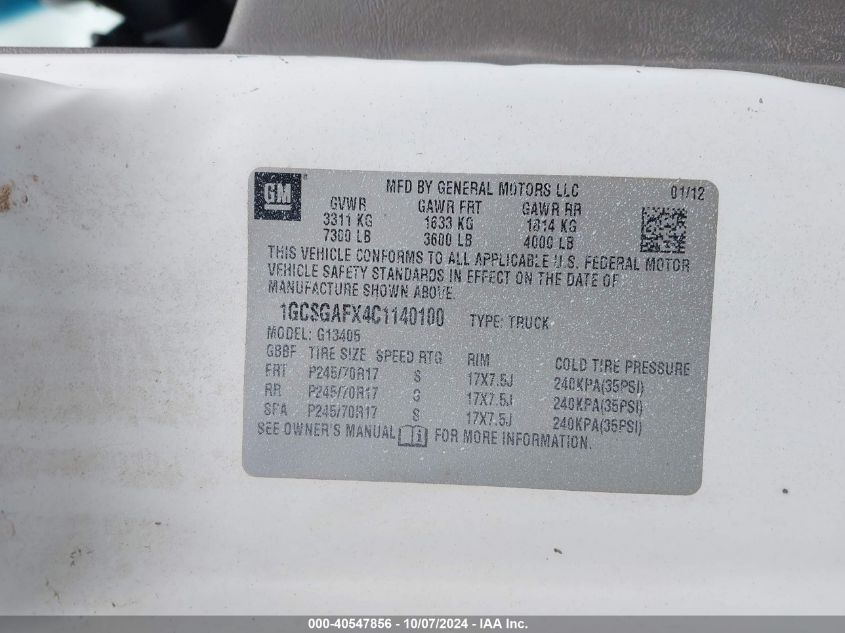 GM ®
MFD BY GENERAL MOTORS LLC 01/12
GVWR GAWR FRT GAWR RR
3311 KG 1633 KG 1814 KG
7300 LB 3600 LB 4000 LB
THIS VEHICLE CONFORMS TO ALL APPLICABLE U.S. FEDERAL MOTOR
VEHICLE SAFETY STANDARDS IN EFFECT ON THE DATE OF
MANUFACTURE SHOWN ABOVE.
1GCSGAFX4C1140100 TYPE: TRUCK
MODEL: G13405
GBBF TIRE SIZE SPEED RTG RIM COLD TIRE PRESSURE
FRT P245/70R17 S 17X7.5J 240KPA(35PSI)
RR P245/70R17 S 17X7.5J 240KPA(35PSI)
SPA P245/70R17 S 17X7.5J 240KPA(35PSI)
SEE OWNER'S MANUAL FOR MORE INFORMATION.
000-40547856 - 10/07/2024 - IAA Inc.